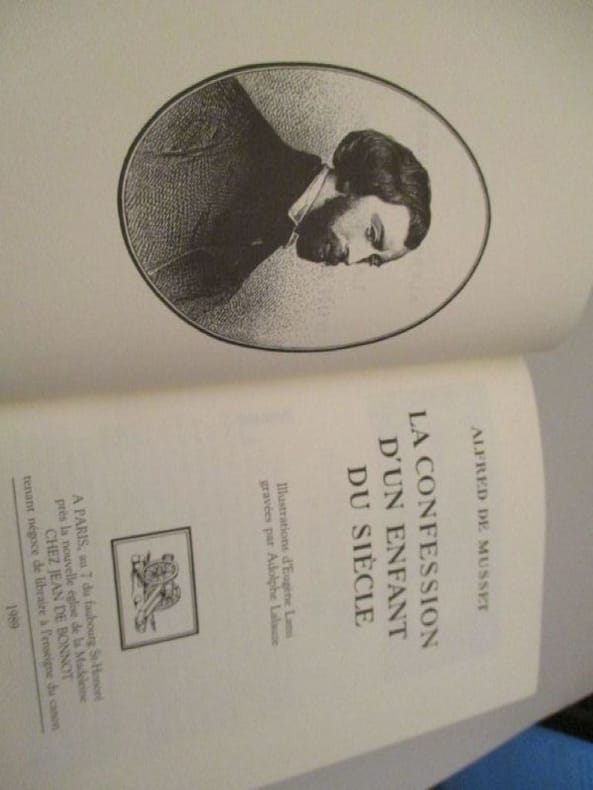 ALFRED DE MUSSET
LA CONFESSION
D'UN ENFANT
DU SIÈCLE
Illustrations d'Eugène Lami
gravées par Adolphe Lalauze
A PARIS, au 7 du faubourg St-Honoré
près la nouvelle église de la Madeleine
CHEZ JEAN DE BONNOT
tenant négoce de libraire à l'enseigne du canon
1989